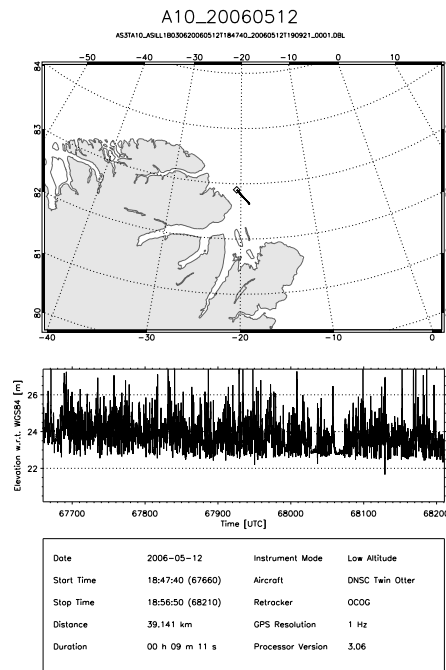 A10_20060512
AS3TA10_ASILL1B030620060512T184740_20060512T190921_0001.DBL
-50 -40 -30 -20 -10 0 10
84
83
82
81
80
-40 -30 -20 -10 0
Elevation w.r.t. WGS84 [m]
26
24
22
67700 67800 67900 68000 68100 68200
Time [UTC]
Date 2006-05-12 Instrument Mode Low Altitude
Start Time 18:47:40 (67660) Aircraft DNSC Twin Otter
Stop Time 18:56:50 (68210) Retracker OCOG
Distance 39.141 km GPS Resolution 1 Hz
Duration 00 h 09 m 11 s Processor Version 3.06